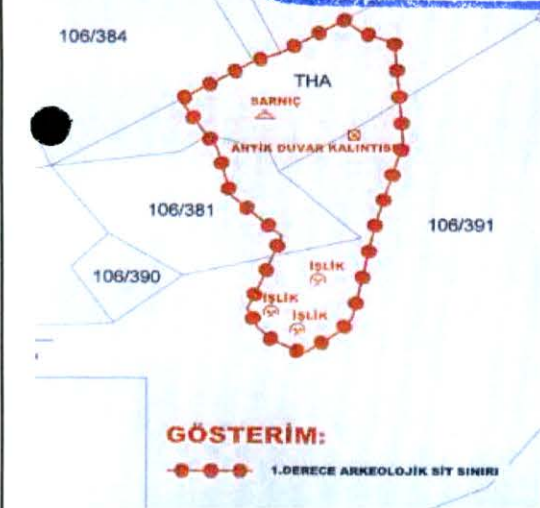 106/384
THA
SARNIÇ
ANTİK DUVAR KALINTISI
106/381
106/391
106/390
İŞLİK
İŞLİK
İŞLİK
GÖSTERİM:
1.DERECE ARKEOLOJİK SİT SINIRI